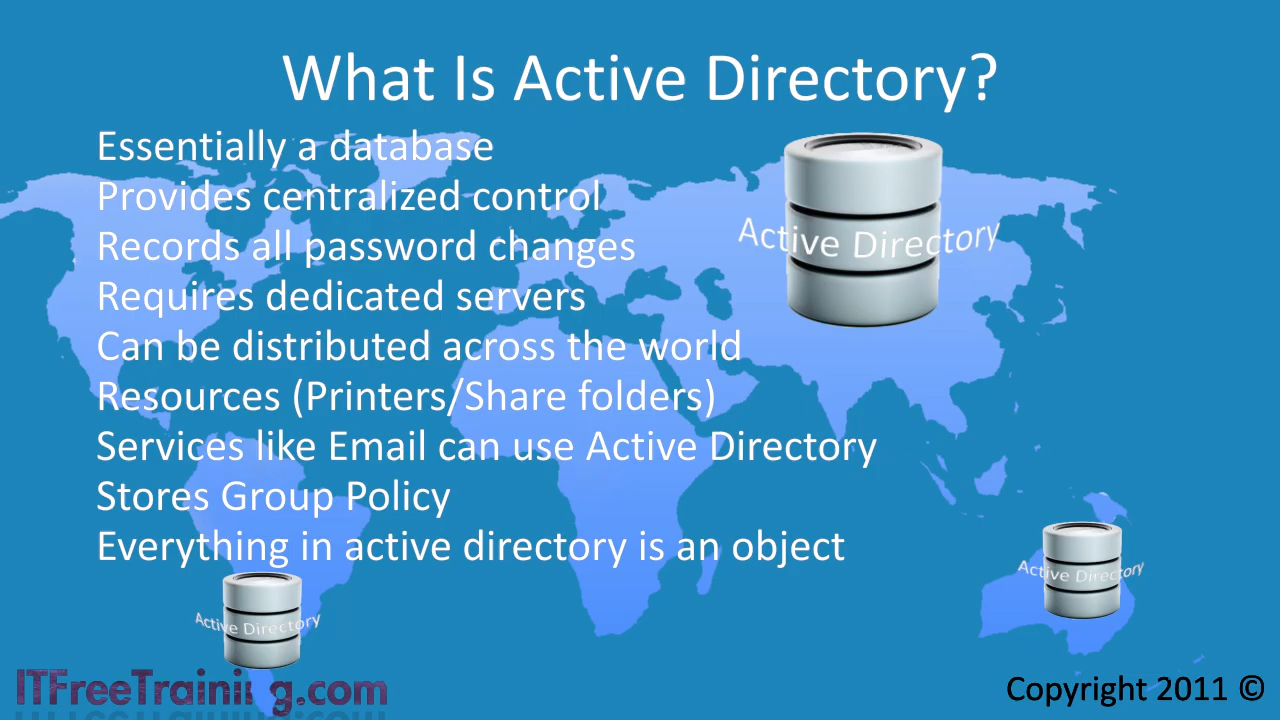 What Is Active Directory?
Essentially a database
Provides centralized control
Records all password changes
Requires dedicated servers
Can be distributed across the world
Resources (Printers/Share folders)
Services like Email can use Active Directory
Stores Group Policy
Everything in active directory is an object
Active Directory
Active Directory
Active Directory
ITFreeTraining.com
Copyright 2011 ©